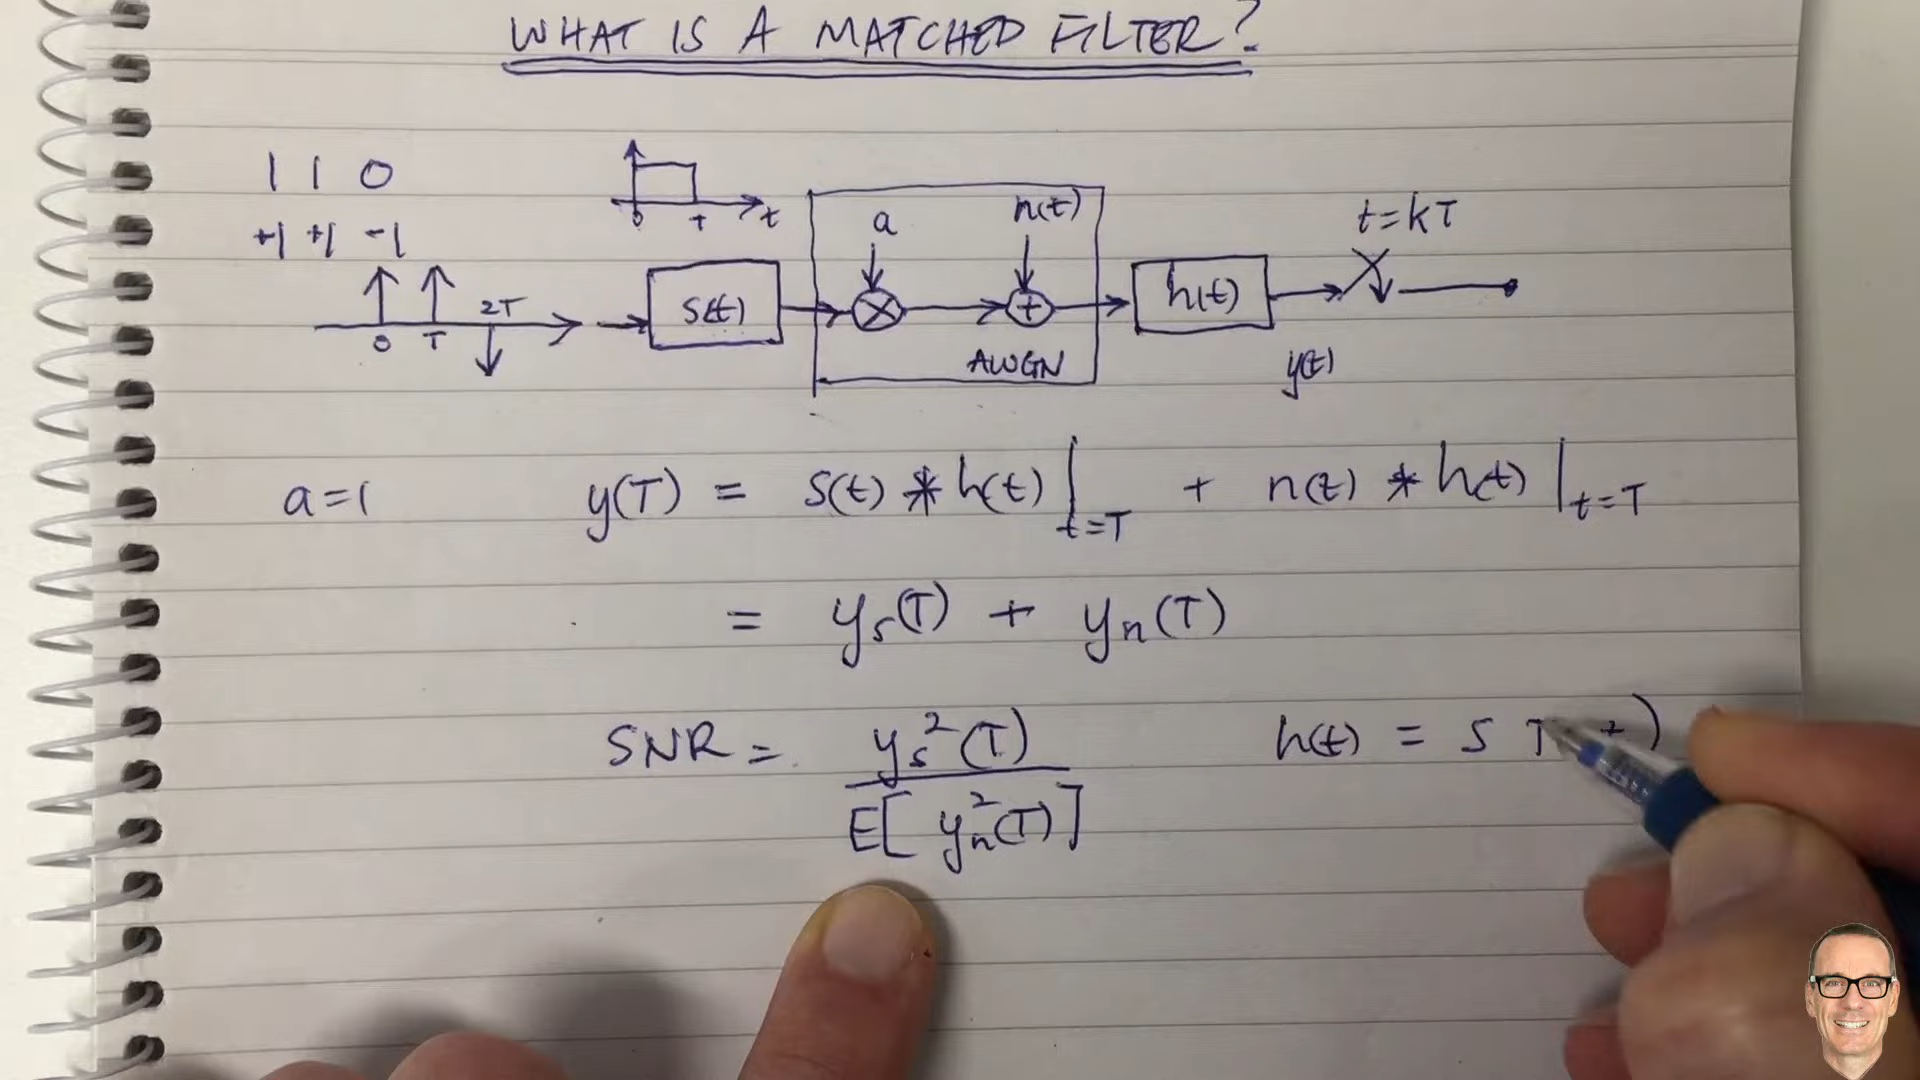 WHAT IS A MATCHED FILTER?
1 1 0
+1 +1 -1
0 T 2T
0 T t
s(t)
a
n(t)
AWGN
h(t)
t=kT
y(t)
a=1
y(T) = s(t) * h(t) |t=T + n(t) * h(t) |t=T
= ys(T) + yn(T)
SNR = ys²(T) / E[yn²(T)]
h(t) = s T )